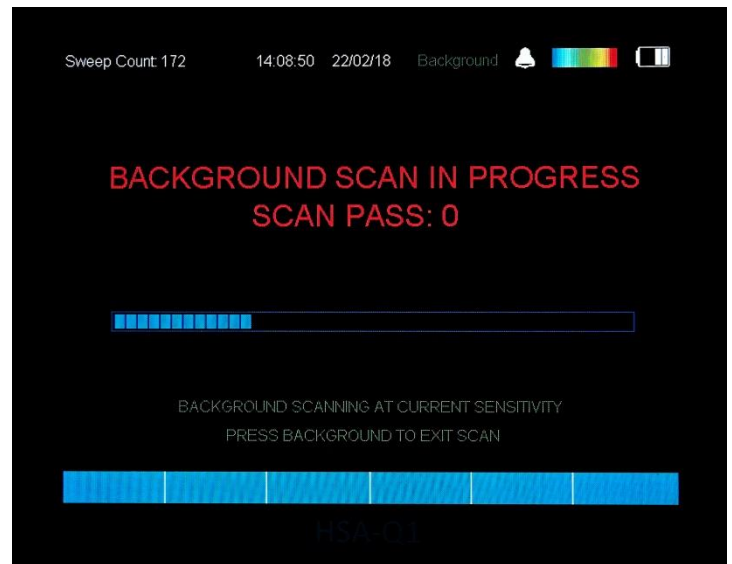 Sweep Count: 172 14:08:50 22/02/18 Background
BACKGROUND SCAN IN PROGRESS
SCAN PASS: 0
BACKGROUND SCANNING AT CURRENT SENSITIVITY
PRESS BACKGROUND TO EXIT SCAN
HSA-Q1